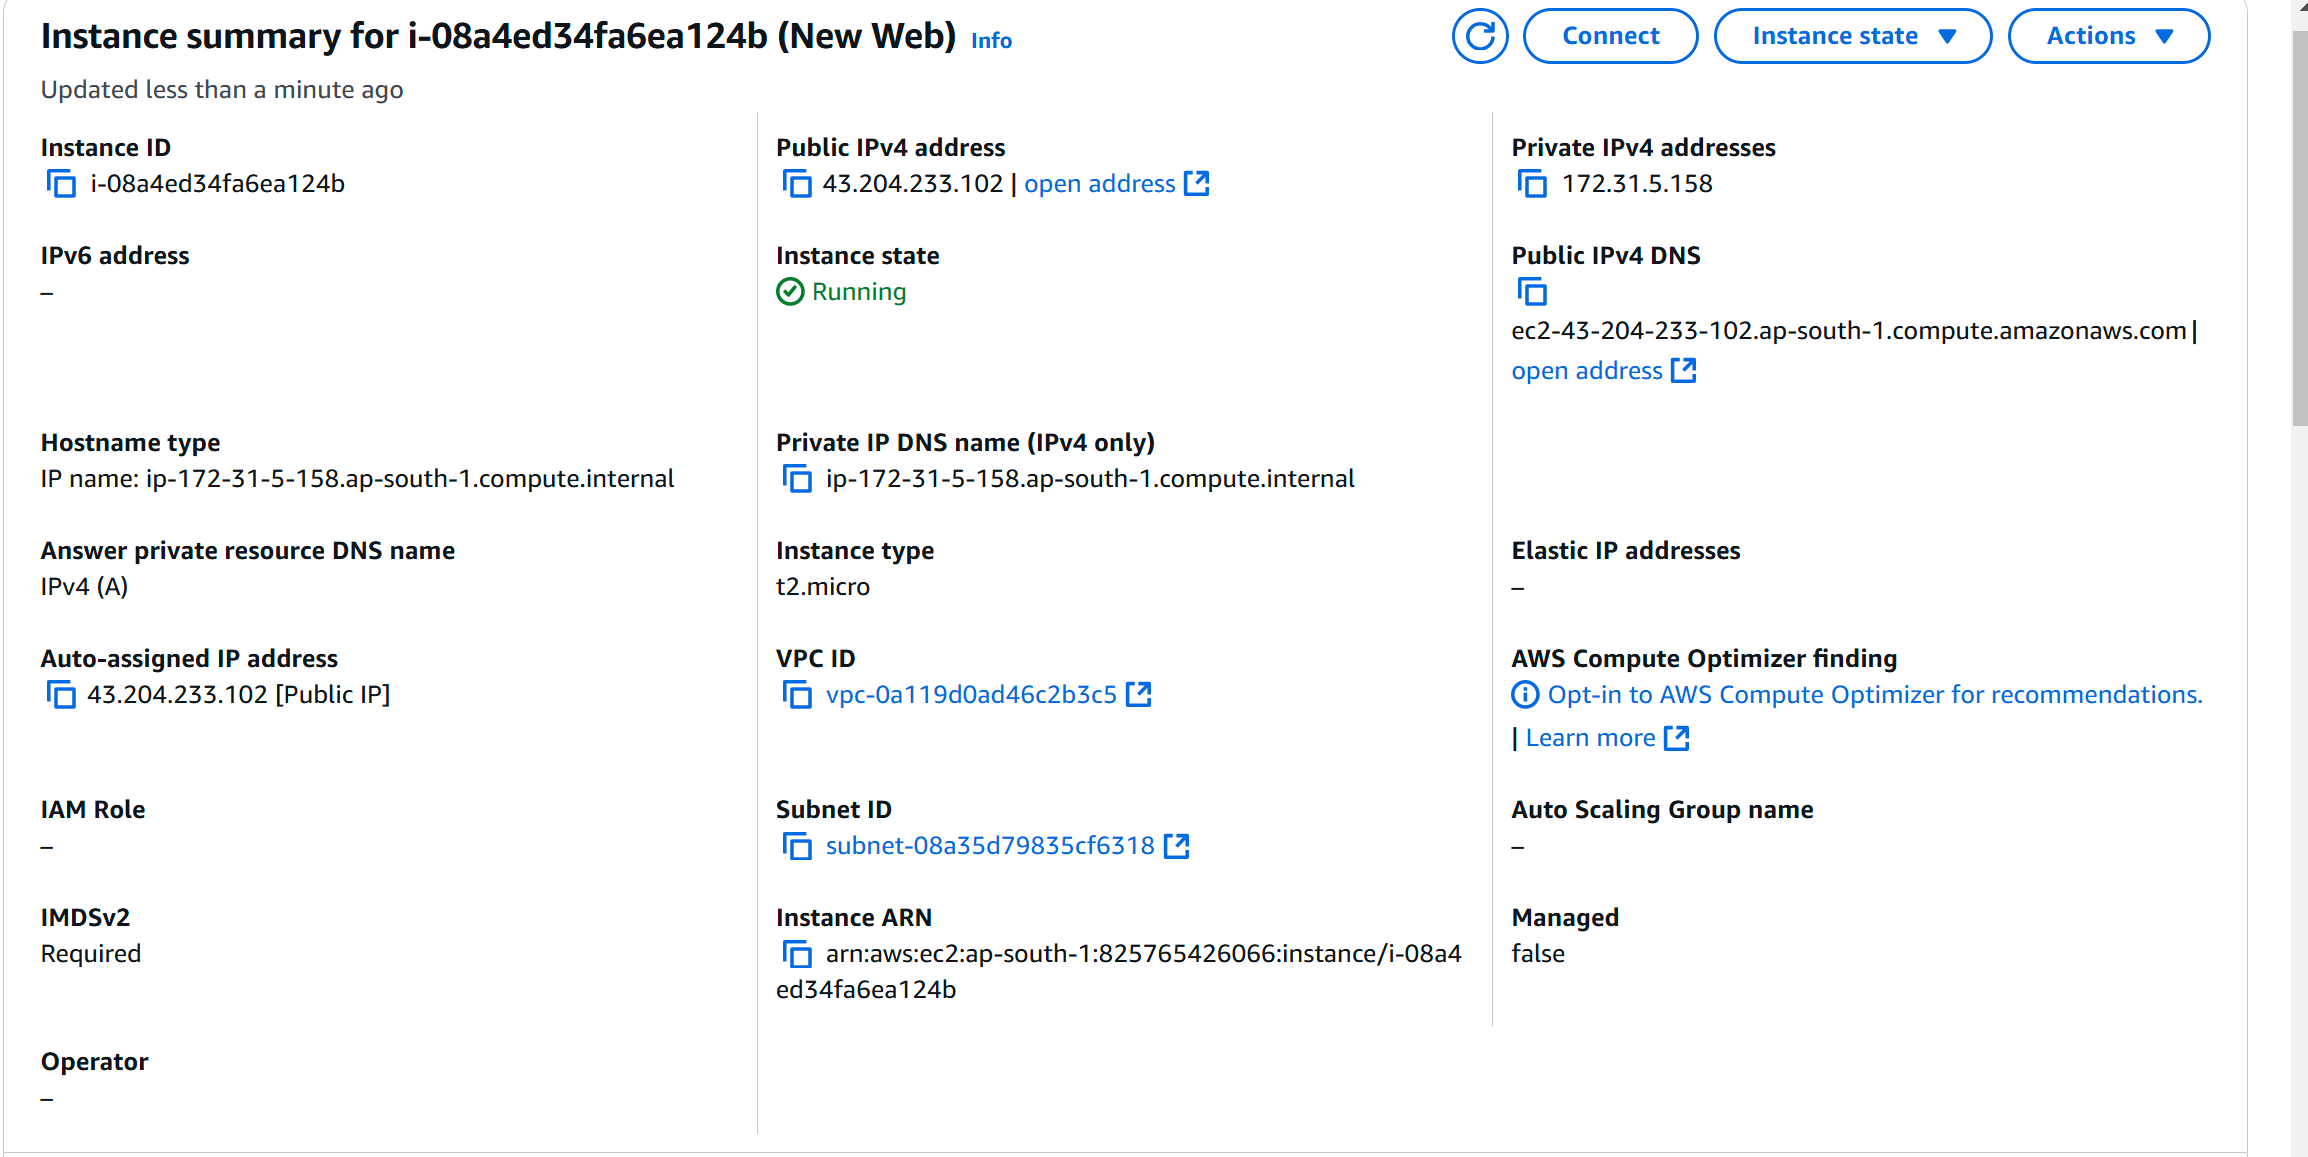 Instance summary for i-08a4ed34fa6ea124b (New Web) Info
Connect
Instance state
Actions
Updated less than a minute ago
Instance ID
i-08a4ed34fa6ea124b
Public IPv4 address
43.204.233.102 | open address
Private IPv4 addresses
172.31.5.158
IPv6 address
–
Instance state
Running
Public IPv4 DNS
ec2-43-204-233-102.ap-south-1.compute.amazonaws.com |
open address
Hostname type
IP name: ip-172-31-5-158.ap-south-1.compute.internal
Private IP DNS name (IPv4 only)
ip-172-31-5-158.ap-south-1.compute.internal
Answer private resource DNS name
IPv4 (A)
Instance type
t2.micro
Elastic IP addresses
–
Auto-assigned IP address
43.204.233.102 [Public IP]
VPC ID
vpc-0a119d0ad46c2b3c5
AWS Compute Optimizer finding
Opt-in to AWS Compute Optimizer for recommendations.
| Learn more
IAM Role
–
Subnet ID
subnet-08a35d79835cf6318
Auto Scaling Group name
–
IMDSv2
Required
Instance ARN
arn:aws:ec2:ap-south-1:825765426066:instance/i-08a4
ed34fa6ea124b
Managed
false
Operator
–